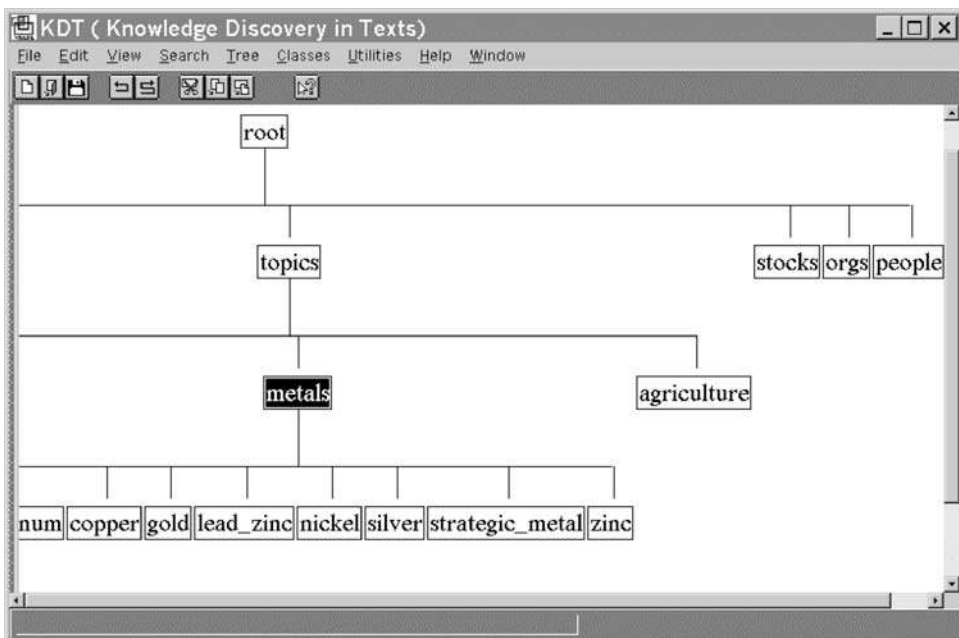 KDT ( Knowledge Discovery in Texts)
File Edit View Search Tree Classes Utilities Help Window
root
topics stocks orgs people
metals agriculture
num copper gold lead_zinc nickel silver strategic_metal zinc